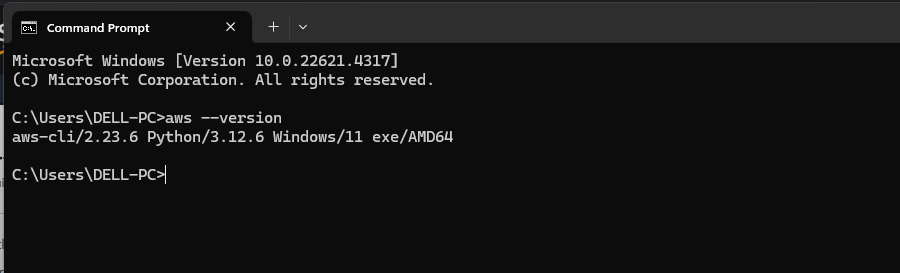 Command Prompt
Microsoft Windows [Version 10.0.22621.4317]
(c) Microsoft Corporation. All rights reserved.
C:\Users\DELL-PC>aws --version
aws-cli/2.23.6 Python/3.12.6 Windows/11 exe/AMD64
C:\Users\DELL-PC>